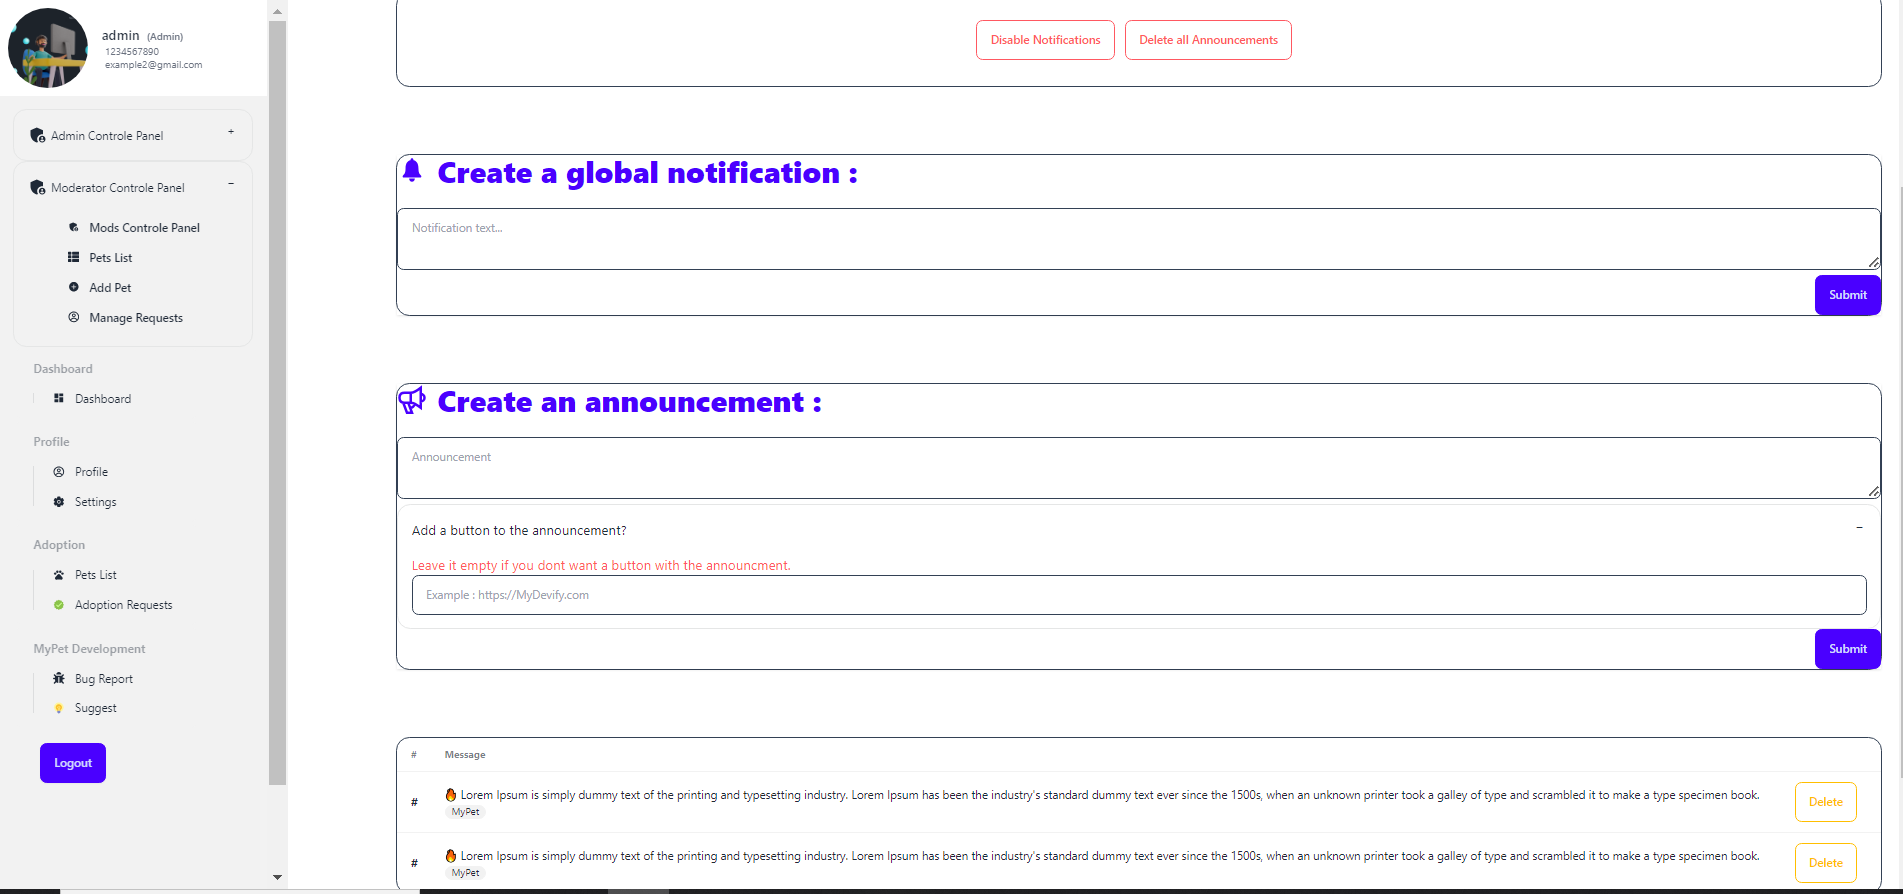 admin (Admin)
1234567890
example2@gmail.com
Admin Controle Panel +
Moderator Controle Panel −
Mods Controle Panel
Pets List
Add Pet
Manage Requests
Dashboard
Dashboard
Profile
Profile
Settings
Adoption
Pets List
Adoption Requests
MyPet Development
Bug Report
Suggest
Logout
Disable Notifications Delete all Announcements
Create a global notification :
Notification text...
Submit
Create an announcement :
Announcement
Add a button to the announcement? −
Leave it empty if you dont want a button with the announcment.
Example : https://MyDevify.com
Submit
# Message
# 🔥 Lorem Ipsum is simply dummy text of the printing and typesetting industry. Lorem Ipsum has been the industry's standard dummy text ever since the 1500s, when an unknown printer took a galley of type and scrambled it to make a type specimen book. Delete
MyPet
# 🔥 Lorem Ipsum is simply dummy text of the printing and typesetting industry. Lorem Ipsum has been the industry's standard dummy text ever since the 1500s, when an unknown printer took a galley of type and scrambled it to make a type specimen book. Delete
MyPet